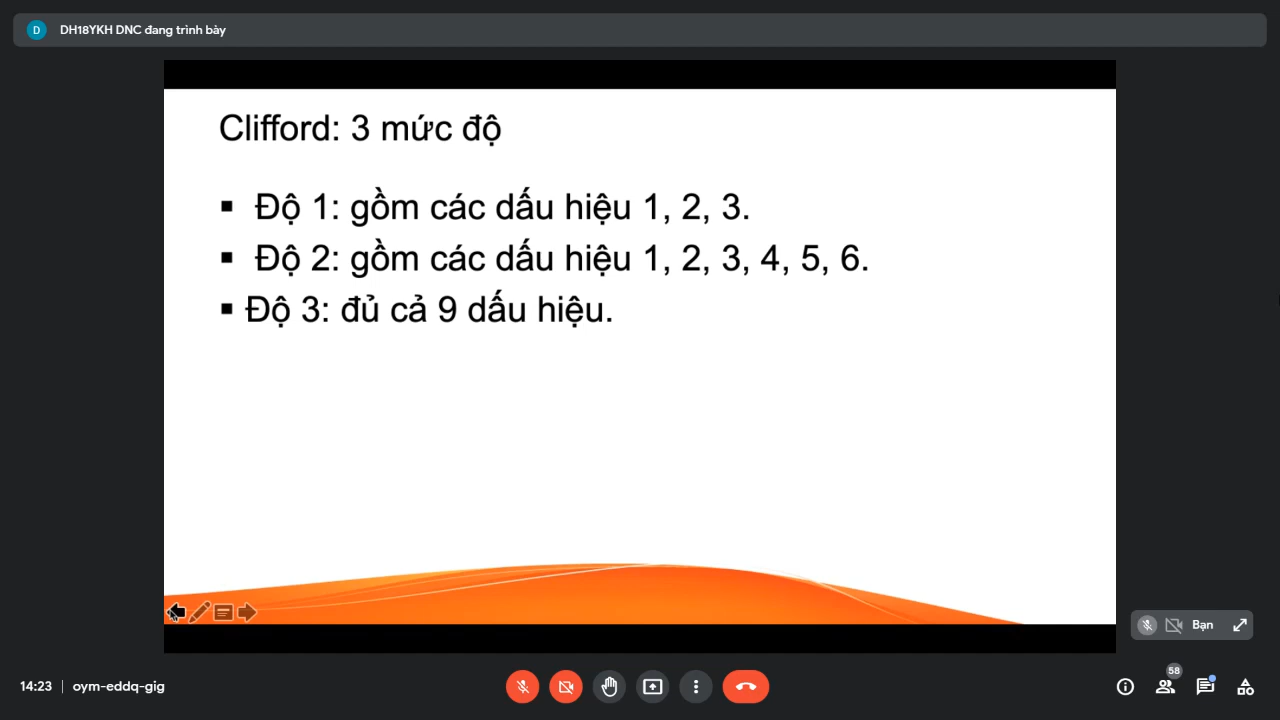 D DH18YKH DNC đang trình bày
Clifford: 3 mức độ
▪ Độ 1: gồm các dấu hiệu 1, 2, 3.
▪ Độ 2: gồm các dấu hiệu 1, 2, 3, 4, 5, 6.
▪ Độ 3: đủ cả 9 dấu hiệu.
Bạn
58
14:23 | oym-eddq-gig